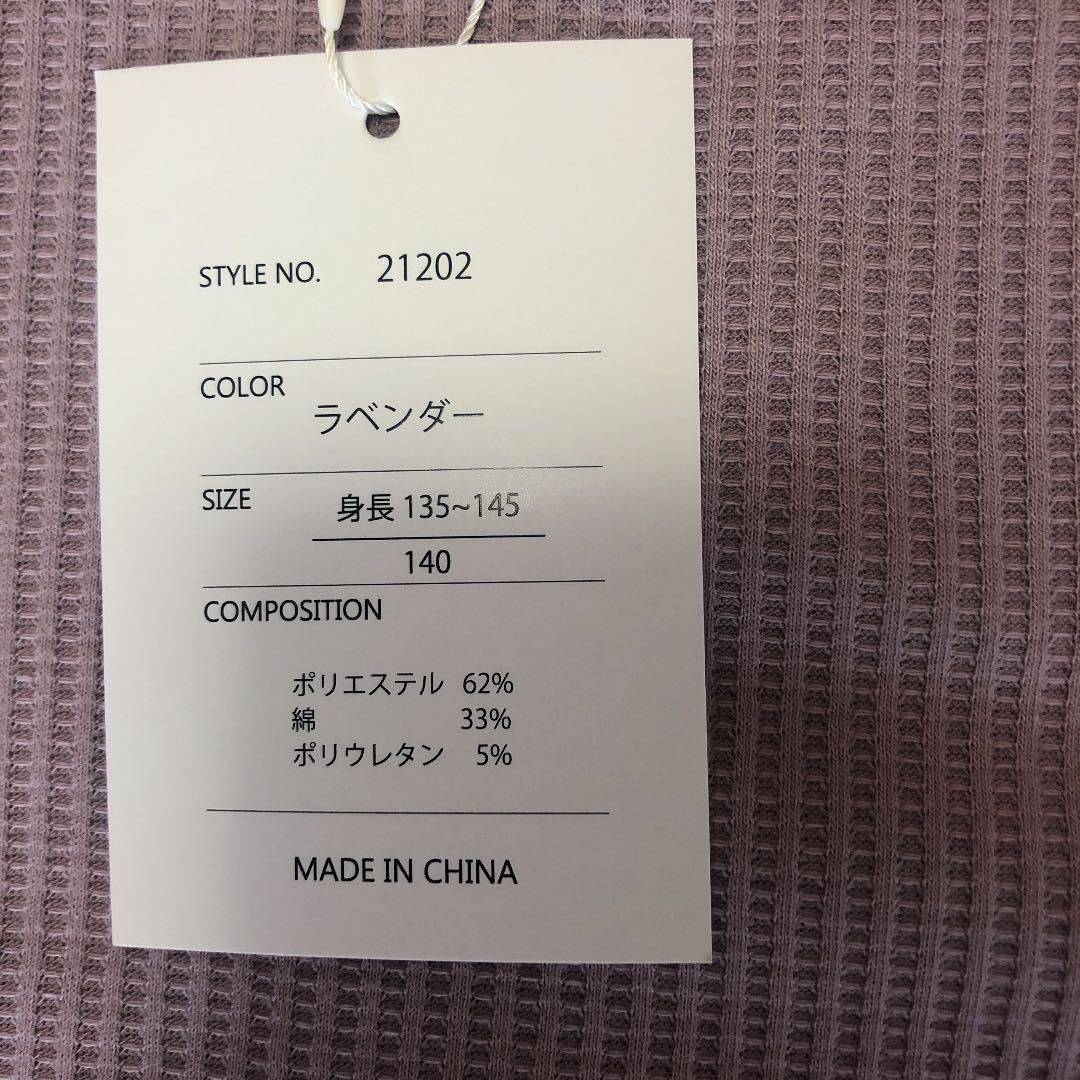 STYLE NO. 21202
COLOR
ラベンダー
SIZE
身長 135~145
140
COMPOSITION
ポリエステル 62%
綿 33%
ポリウレタン 5%
MADE IN CHINA